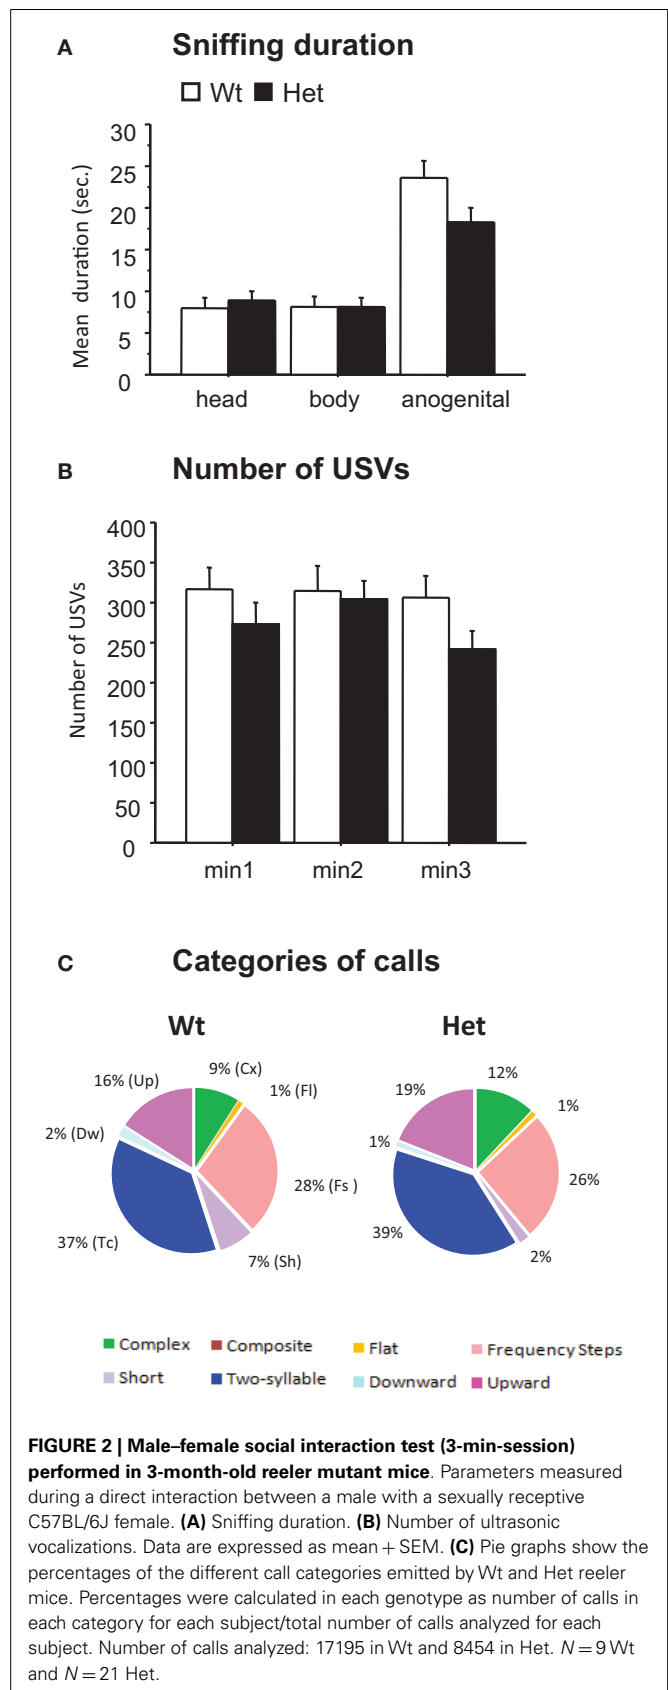 A Sniffing duration
Wt Het
Mean duration (sec.)
30
25
20
15
10
5
0
head body anogenital
B Number of USVs
Number of USVs
400
350
300
250
200
150
100
50
0
min1 min2 min3
C Categories of calls
Wt Het
16% (Up) 9% (Cx)
1% (Fl)
2% (Dw)
28% (Fs )
37% (Tc)
7% (Sh)
19% 12%
1%
1%
26%
39%
2%
Complex Composite Flat Frequency Steps
Short Two-syllable Downward Upward
FIGURE 2 | Male–female social interaction test (3-min-session)
performed in 3-month-old reeler mutant mice. Parameters measured
during a direct interaction between a male with a sexually receptive
C57BL/6J female. (A) Sniffing duration. (B) Number of ultrasonic
vocalizations. Data are expressed as mean + SEM. (C) Pie graphs show the
percentages of the different call categories emitted by Wt and Het reeler
mice. Percentages were calculated in each genotype as number of calls in
each category for each subject/total number of calls analyzed for each
subject. Number of calls analyzed: 17195 in Wt and 8454 in Het. N = 9 Wt
and N = 21 Het.